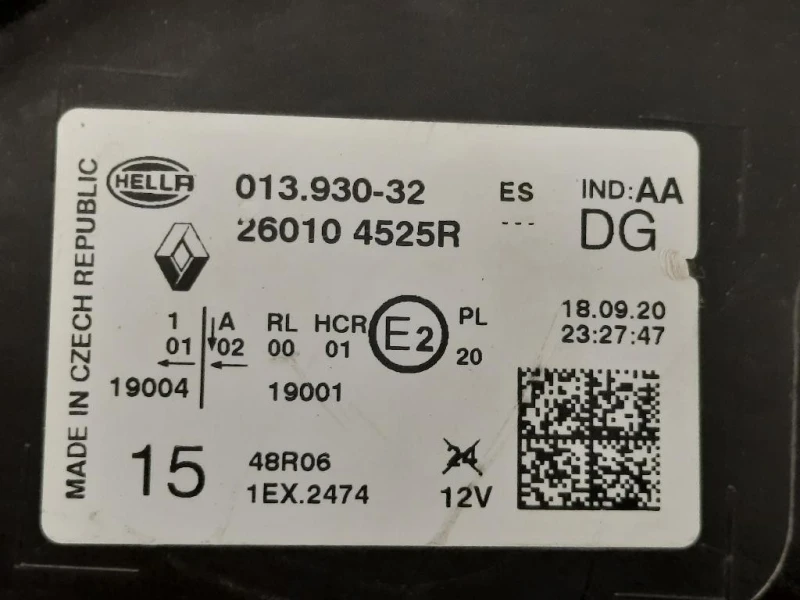 MADE IN CZECH REPUBLIC
HELLA 013.930-32 ES IND:AA
26010 4525R --- DG
1 A RL HCR E2 PL 18.09.20
01 02 00 01 20 23:27:47
19004 19001
15 48R06 24
1EX.2474 12V